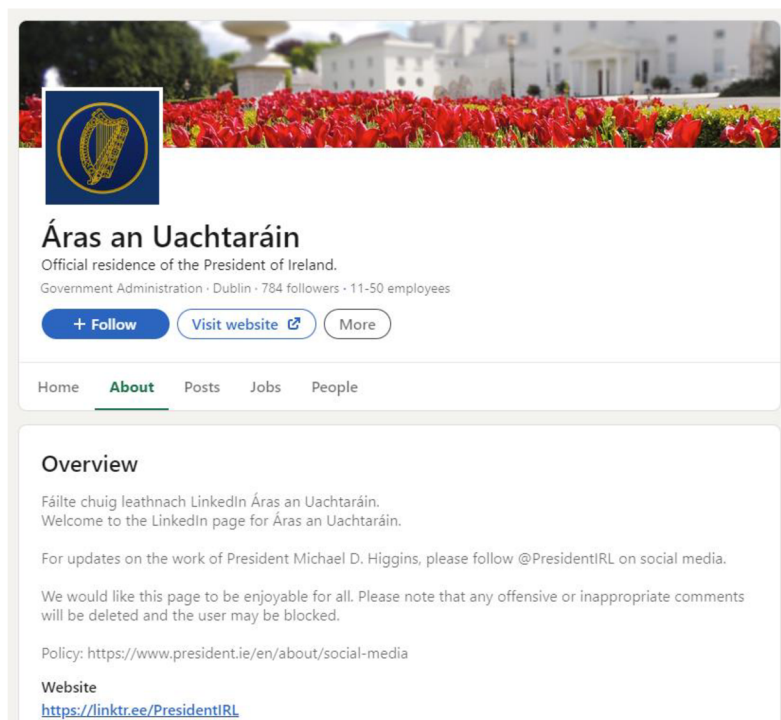 Áras an Uachtaráin
Official residence of the President of Ireland.
Government Administration · Dublin · 784 followers · 11-50 employees
+ Follow Visit website More
Home About Posts Jobs People
Overview
Fáilte chuig leathnach LinkedIn Áras an Uachtaráin.
Welcome to the LinkedIn page for Áras an Uachtaráin.
For updates on the work of President Michael D. Higgins, please follow @PresidentIRL on social media.
We would like this page to be enjoyable for all. Please note that any offensive or inappropriate comments
will be deleted and the user may be blocked.
Policy: https://www.president.ie/en/about/social-media
Website
https://linktr.ee/PresidentIRL